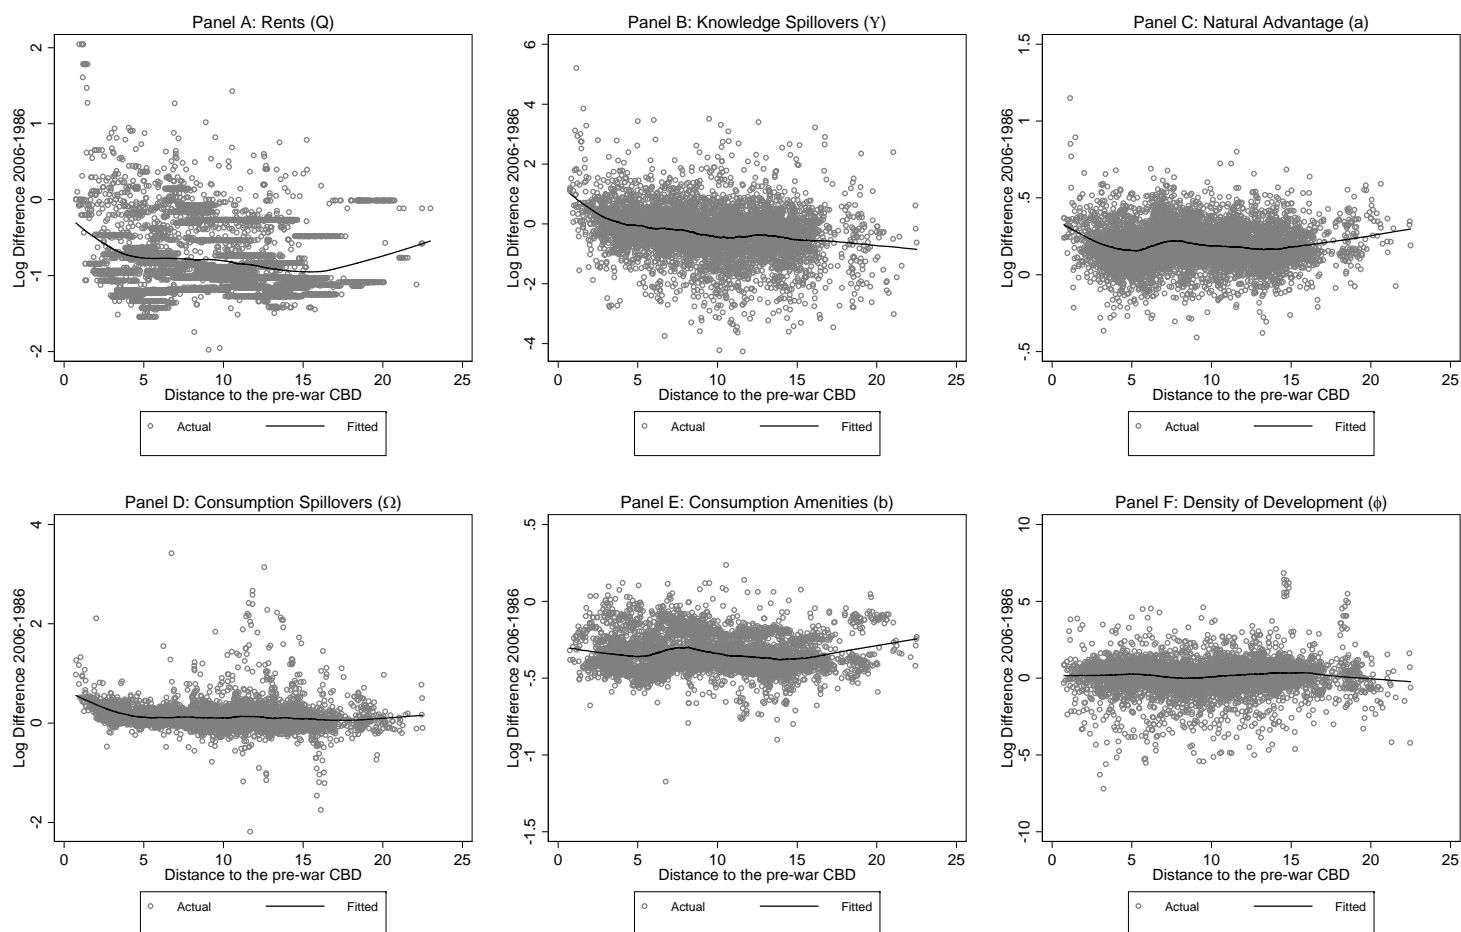 Panel A: Rents (Q)
Log Difference 2006-1986
2
1
0
-1
-2
0 5 10 15 20 25
Distance to the pre-war CBD
Actual Fitted
Panel B: Knowledge Spillovers (Υ)
Log Difference 2006-1986
6
4
2
0
-2
-4
0 5 10 15 20 25
Distance to the pre-war CBD
Actual Fitted
Panel C: Natural Advantage (a)
Log Difference 2006-1986
1.5
1
.5
0
-.5
0 5 10 15 20 25
Distance to the pre-war CBD
Actual Fitted
Panel D: Consumption Spillovers (Ω)
Log Difference 2006-1986
4
2
0
-2
0 5 10 15 20 25
Distance to the pre-war CBD
Actual Fitted
Panel E: Consumption Amenities (b)
Log Difference 2006-1986
.5
0
-.5
-1
-1.5
0 5 10 15 20 25
Distance to the pre-war CBD
Actual Fitted
Panel F: Density of Development (ϕ)
Log Difference 2006-1986
10
5
0
-5
-10
0 5 10 15 20 25
Distance to the pre-war CBD
Actual Fitted